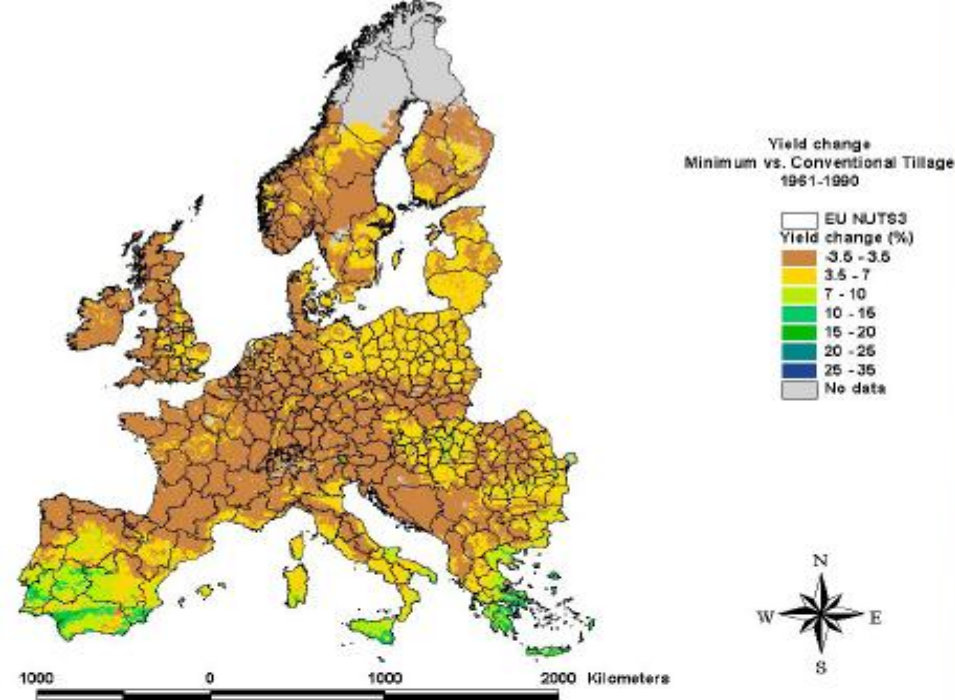 Yield change
Minimum vs. Conventional Tillage
1961-1990
EU NUTS3
Yield change (%)
-3.5 - 3.5
3.5 - 7
7 - 10
10 - 15
15 - 20
20 - 25
25 - 35
No data
N
W E
S
1000 0 1000 2000 Kilometers